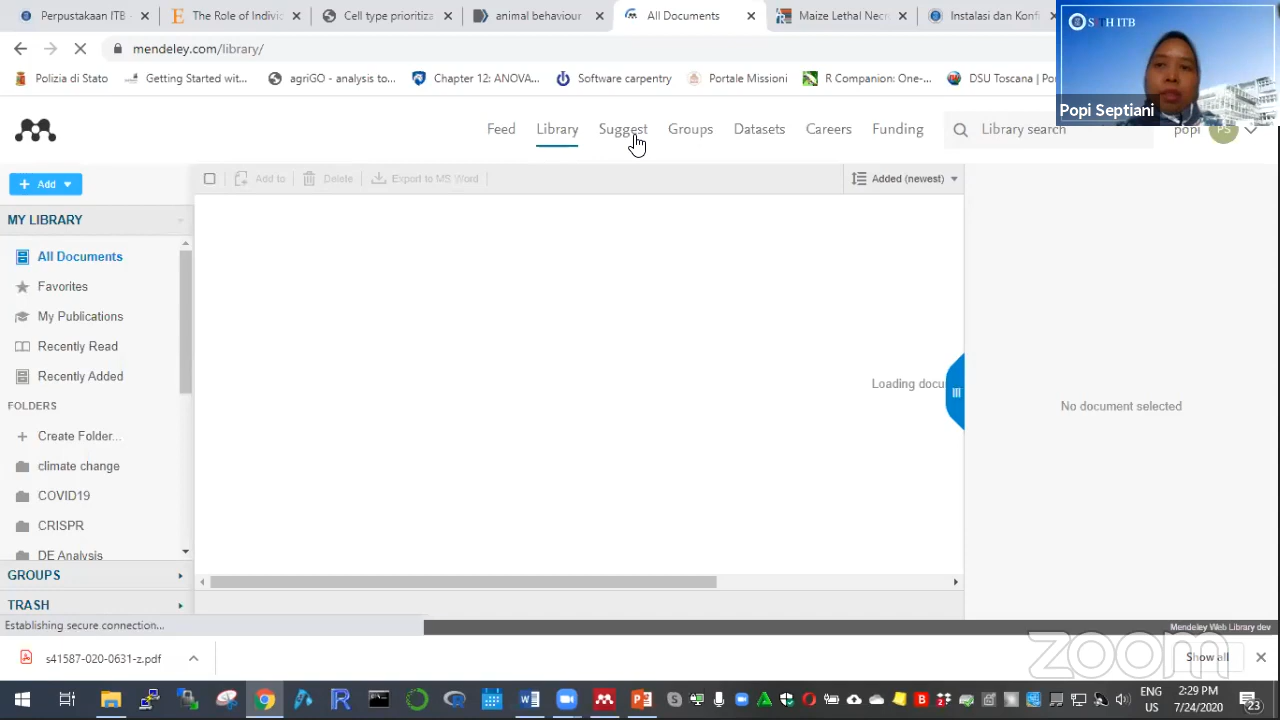 Perpustakaan ITB -
The Role of Individ
Cell type prioritiza
animal behaviour
All Documents
Maize Lethal Necr
Instalasi dan Konfi
mendeley.com/library/
Polizia di Stato
Getting Started wit...
agriGO - analysis to...
Chapter 12: ANOVA...
Software carpentry
Portale Missioni
R Companion: One-...
DSU Toscana | Po
SITH ITB
Popi Septiani
Feed
Library
Suggest
Groups
Datasets
Careers
Funding
Library search
popi
PS
+ Add
Add to
Delete
Export to MS Word
Added (newest)
MY LIBRARY
All Documents
Favorites
My Publications
Recently Read
Recently Added
FOLDERS
Create Folder...
climate change
COVID19
CRISPR
DE Analysis
GROUPS
TRASH
Loading docu
No document selected
Establishing secure connection...
Mendeley Web Library dev
s41587-020-0631-z.pdf
Show all
zoom
ENG
US
2:29 PM
7/24/2020
23